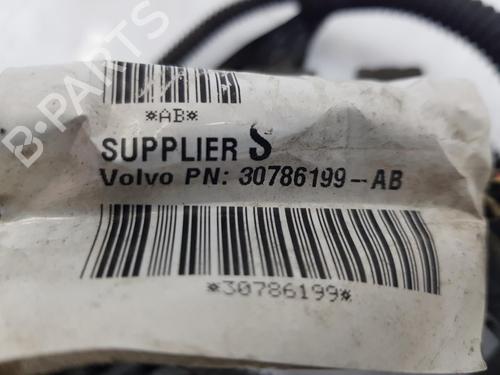 *AB*
SUPPLIER S
Volvo PN: 30786199-AB
*30786199*
B-PARTS